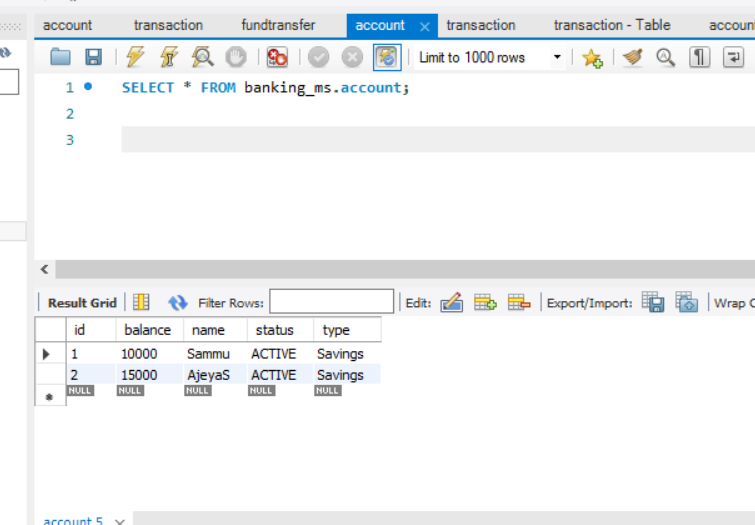 account transaction fundtransfer account transaction transaction - Table accoun
Limit to 1000 rows
1 SELECT * FROM banking_ms.account;
2
3
Result Grid Filter Rows: Edit: Export/Import: Wrap C
id balance name status type
1 10000 Sammu ACTIVE Savings
2 15000 AjeyaS ACTIVE Savings
NULL NULL NULL NULL NULL
account 5